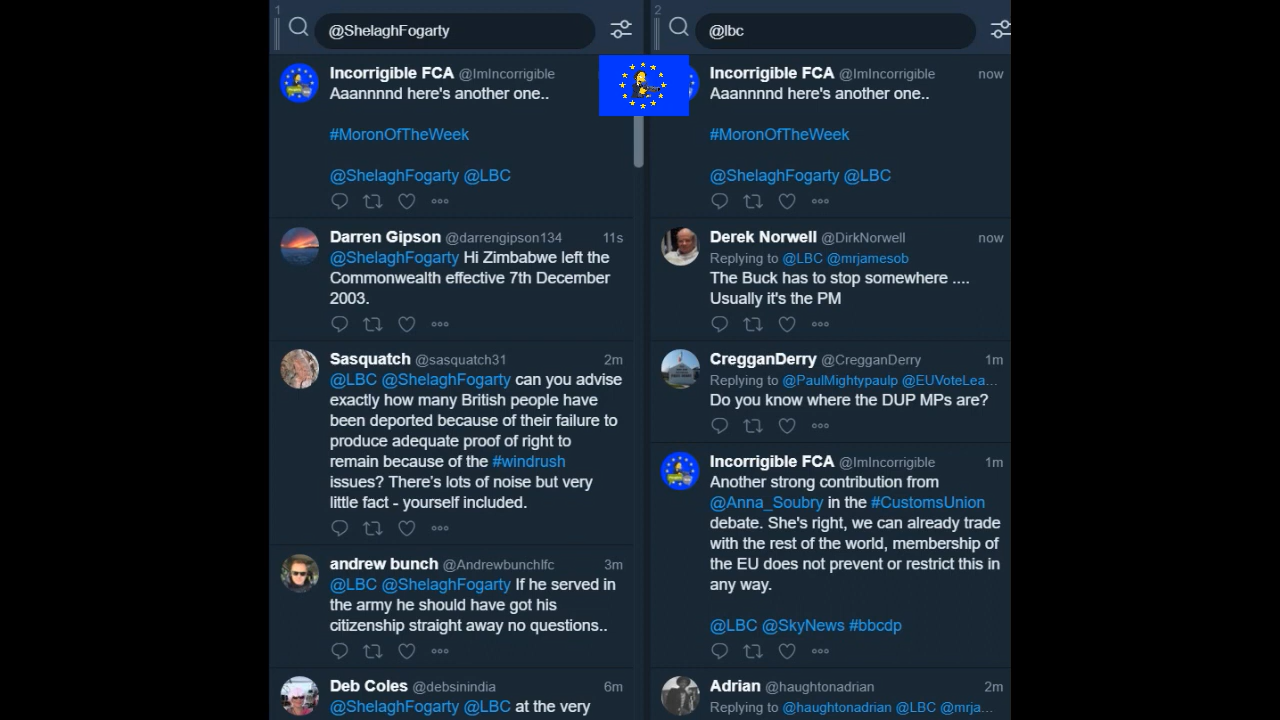 1
@ShelaghFogarty
Incorrigible FCA @ImIncorrigible
Aaannnnd here's another one..
#MoronOfTheWeek
@ShelaghFogarty @LBC
Darren Gipson @darrengipson134 11s
@ShelaghFogarty Hi Zimbabwe left the
Commonwealth effective 7th December
2003.
Sasquatch @sasquatch31 2m
@LBC @ShelaghFogarty can you advise
exactly how many British people have
been deported because of their failure to
produce adequate proof of right to
remain because of the #windrush
issues? There's lots of noise but very
little fact - yourself included.
andrew bunch @Andrewbunchlfc 3m
@LBC @ShelaghFogarty If he served in
the army he should have got his
citizenship straight away no questions..
Deb Coles @debsinindia 6m
@ShelaghFogarty @LBC at the very
2
@lbc
Incorrigible FCA @ImIncorrigible now
Aaannnnd here's another one..
#MoronOfTheWeek
@ShelaghFogarty @LBC
Derek Norwell @DirkNorwell now
Replying to @LBC @mrjamesob
The Buck has to stop somewhere ....
Usually it's the PM
CregganDerry @CregganDerry 1m
Replying to @PaulMightypaulp @EUVoteLea...
Do you know where the DUP MPs are?
Incorrigible FCA @ImIncorrigible 1m
Another strong contribution from
@Anna_Soubry in the #CustomsUnion
debate. She's right, we can already trade
with the rest of the world, membership of
the EU does not prevent or restrict this in
any way.
@LBC @SkyNews #bbcdp
Adrian @haughtonadrian 2m
Replying to @haughtonadrian @LBC @mrja...